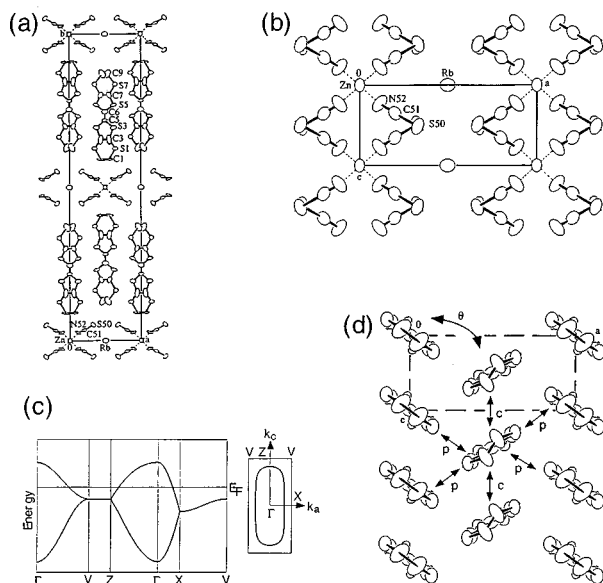 (a)
b
C9
S7
C7
S5
C6
C5
S3
C3
S1
C1
N52 S50
C51
Zn
0 Rb a
(b)
0 Rb
Zn a
N52
C51
S50
c
(c)
Energy
E_F
Γ V Z Γ X V
k_c
V Z V
X
Γ k_a
(d)
0 θ a
c
c
p p
p p
c